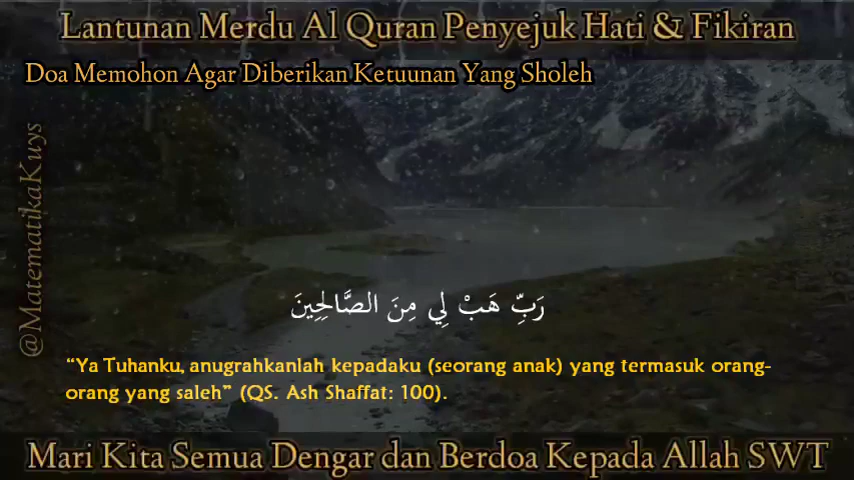 Lantunan Merdu Al Quran Penyejuk Hati & Fikiran
Doa Memohon Agar Diberikan Ketuunan Yang Sholeh
@MatematikaKuys
رَبِّ هَبْ لِي مِنَ الصَّالِحِينَ
“Ya Tuhanku, anugrahkanlah kepadaku (seorang anak) yang termasuk orang-
orang yang saleh” (QS. Ash Shaffat: 100).
Mari Kita Semua Dengar dan Berdoa Kepada Allah SWT